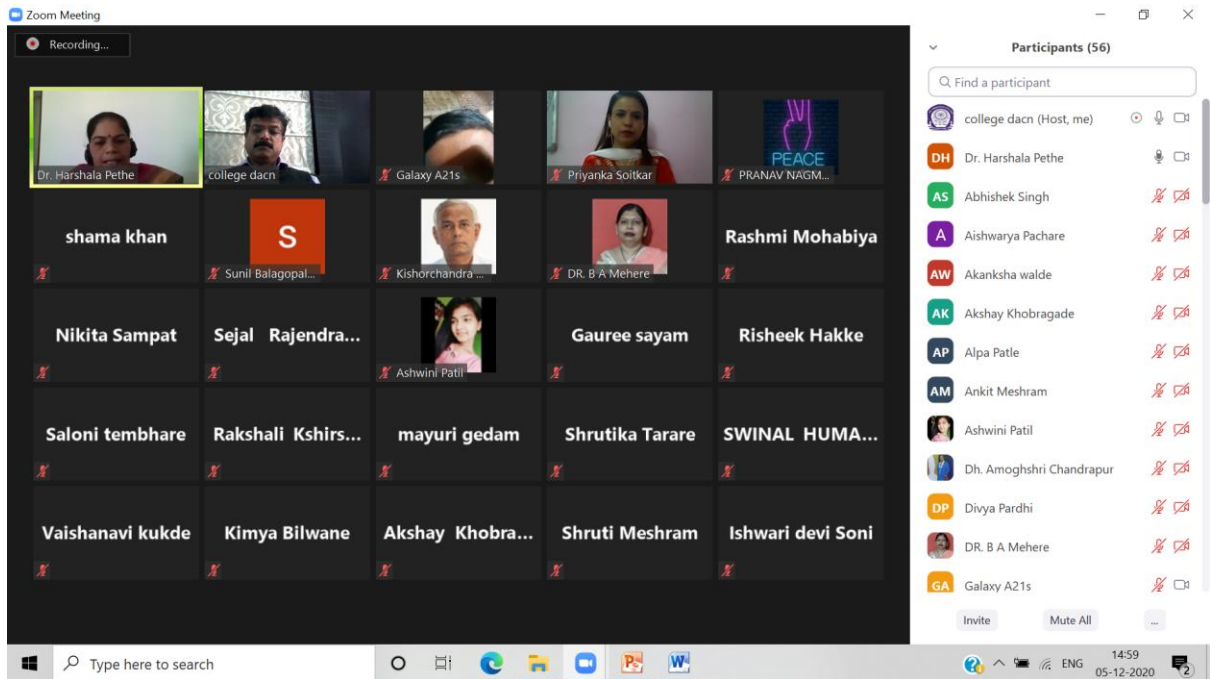 Zoom Meeting
Recording...
Dr. Harshala Pethe
college dacn
Galaxy A21s
Priyanka Soitkar
PEACE
PRANAV NAGM...
shama khan
S
Sunil Balagopal...
Kishorchandra ...
DR. B A Mehere
Rashmi Mohabiya
Nikita Sampat
Sejal Rajendra...
Ashwini Patil
Gauree sayam
Risheek Hakke
Saloni tembhare
Rakshali Kshirs...
mayuri gedam
Shrutika Tarare
SWINAL HUMA...
Vaishanavi kukde
Kimya Bilwane
Akshay Khobra...
Shruti Meshram
Ishwari devi Soni
Participants (56)
Find a participant
college dacn (Host, me)
DH Dr. Harshala Pethe
AS Abhishek Singh
A Aishwarya Pachare
AW Akanksha walde
AK Akshay Khobragade
AP Alpa Patle
AM Ankit Meshram
Ashwini Patil
Dh. Amoghshri Chandrapur
DP Divya Pardhi
DR. B A Mehere
GA Galaxy A21s
Invite Mute All ...
Type here to search
ENG
14:59
05-12-2020
2